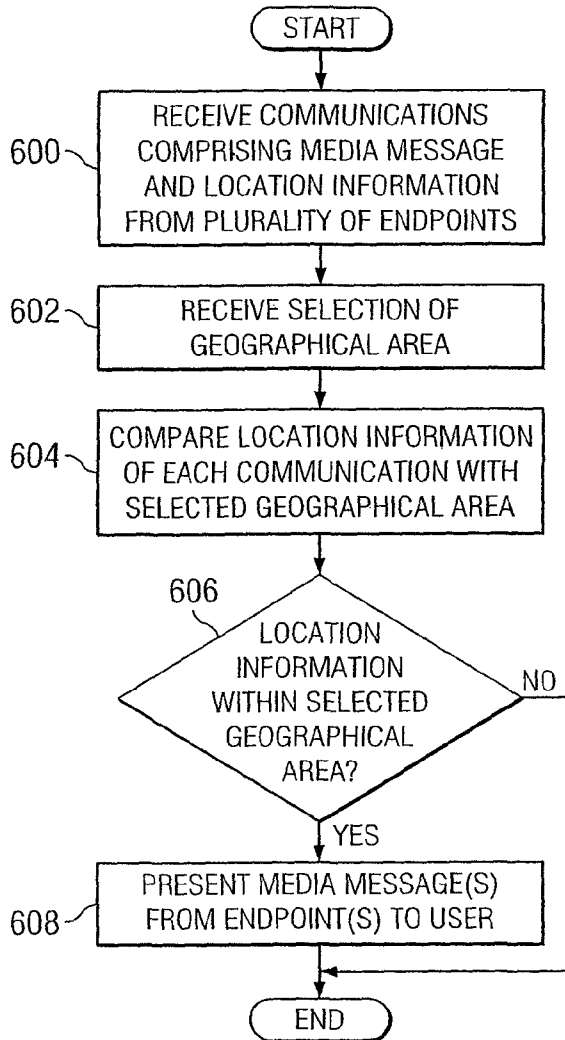 START
600
RECEIVE COMMUNICATIONS
COMPRISING MEDIA MESSAGE
AND LOCATION INFORMATION
FROM PLURALITY OF ENDPOINTS
602
RECEIVE SELECTION OF
GEOGRAPHICAL AREA
604
COMPARE LOCATION INFORMATION
OF EACH COMMUNICATION WITH
SELECTED GEOGRAPHICAL AREA
606
LOCATION
INFORMATION
WITHIN SELECTED
GEOGRAPHICAL
AREA?
NO
YES
608
PRESENT MEDIA MESSAGE(S)
FROM ENDPOINT(S) TO USER
END